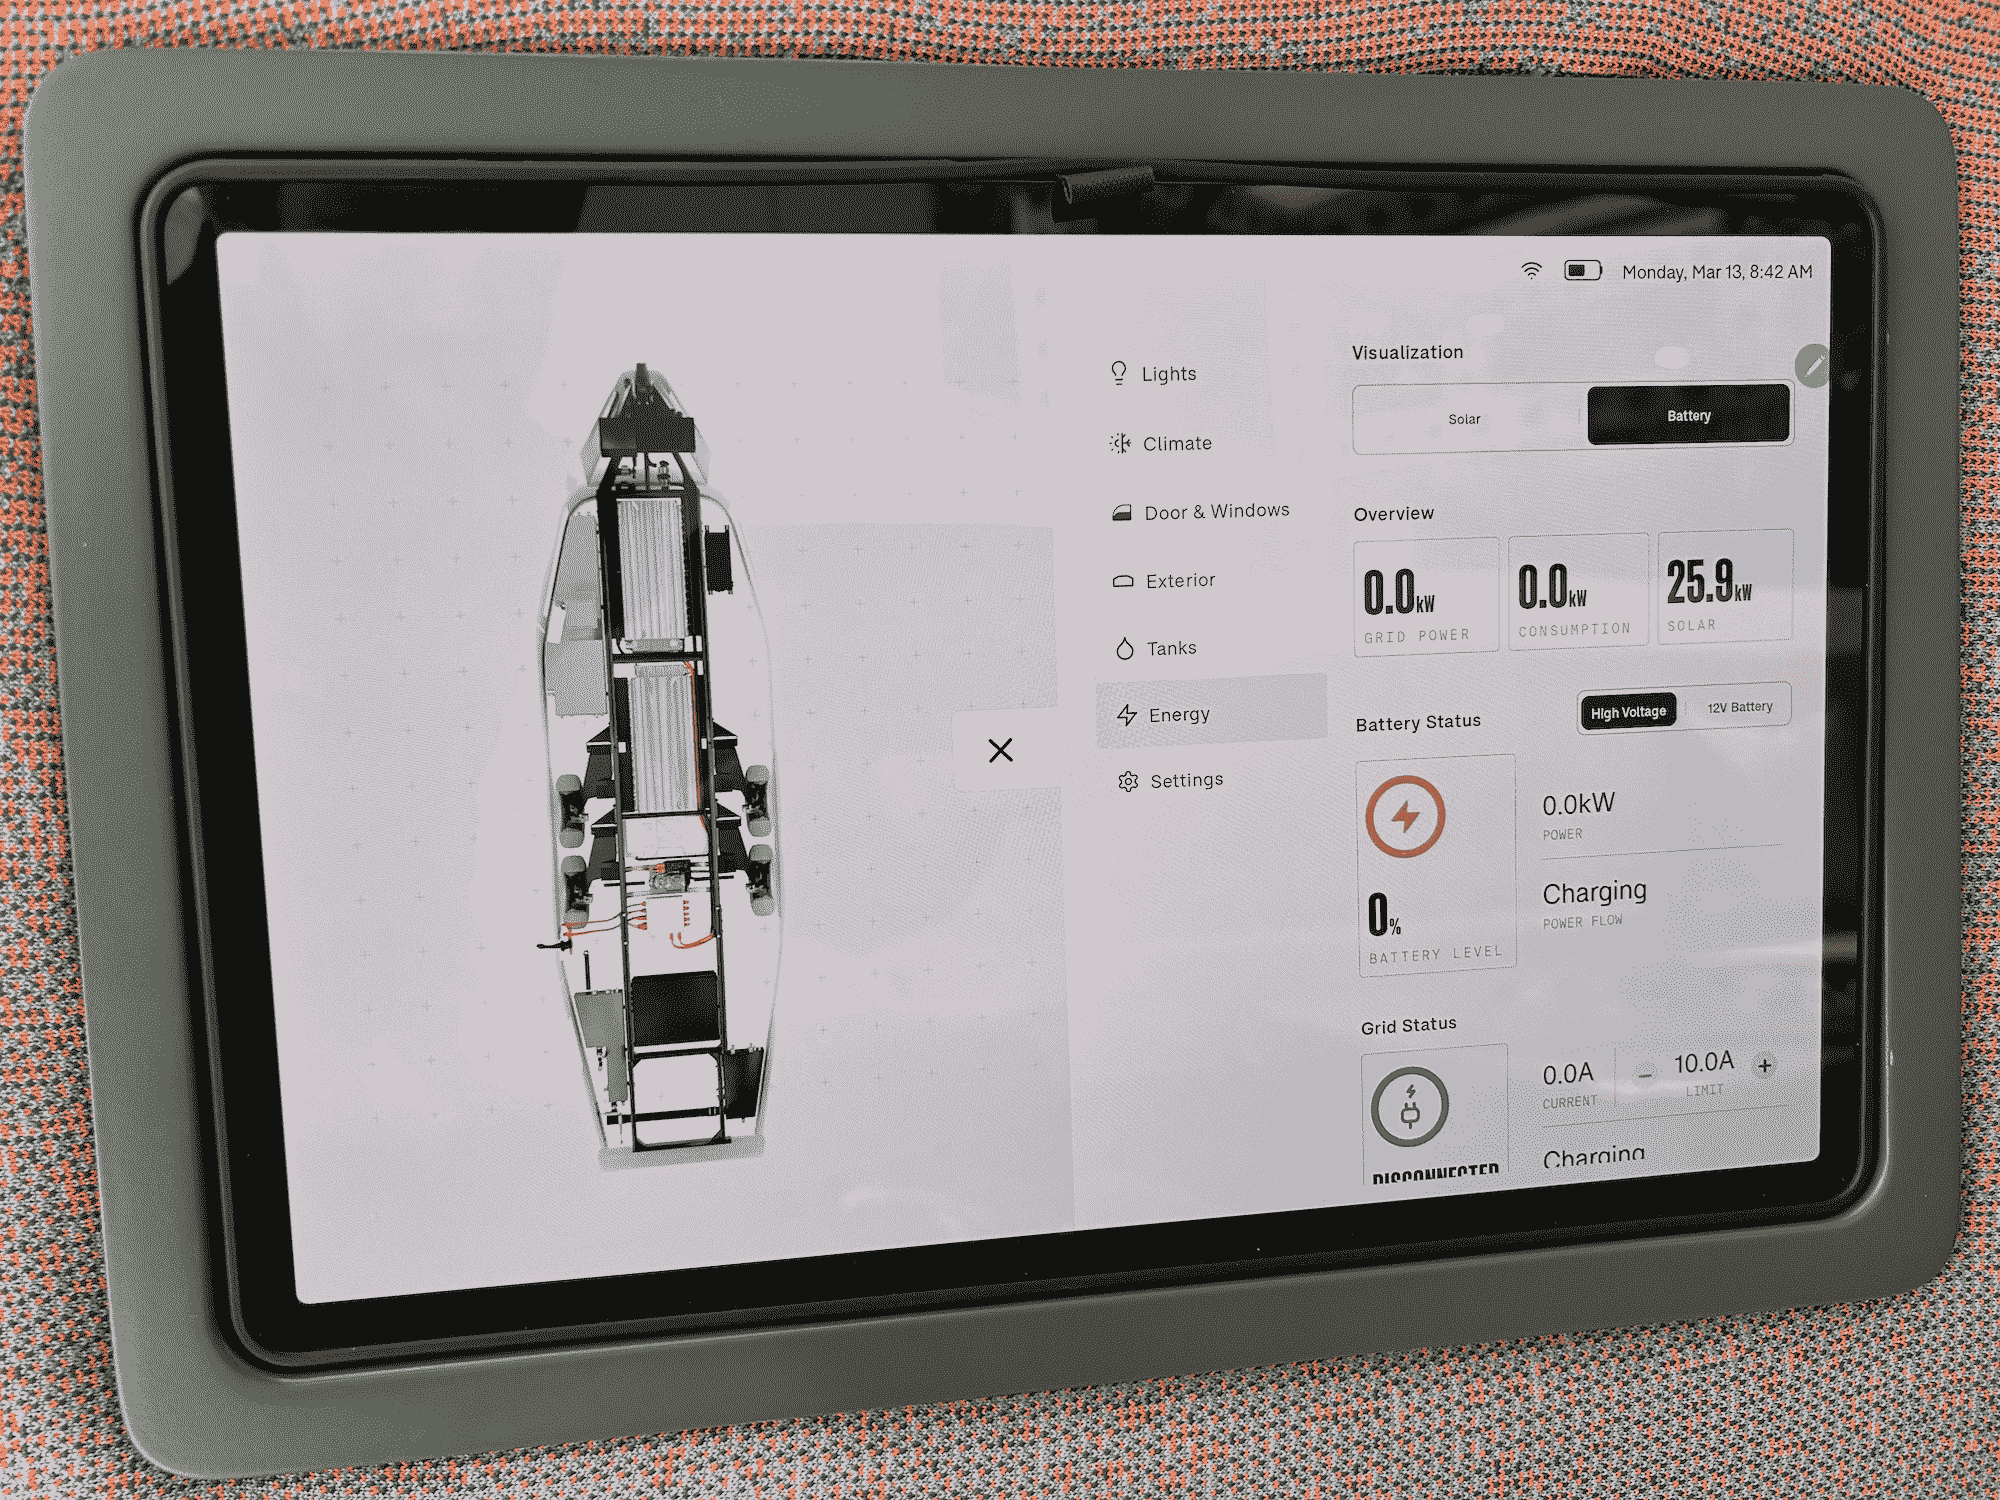 Monday, Mar 13, 8:42 AM
Lights
Climate
Door & Windows
Exterior
Tanks
Energy
Settings
Visualization
Solar
Battery
Overview
0.0kW
GRID POWER
0.0kW
CONSUMPTION
25.9kW
SOLAR
Battery Status
High Voltage
12V Battery
0%
BATTERY LEVEL
0.0kW
POWER
Charging
POWER FLOW
Grid Status
DISCONNECTED
0.0A
CURRENT
10.0A
LIMIT
Charging